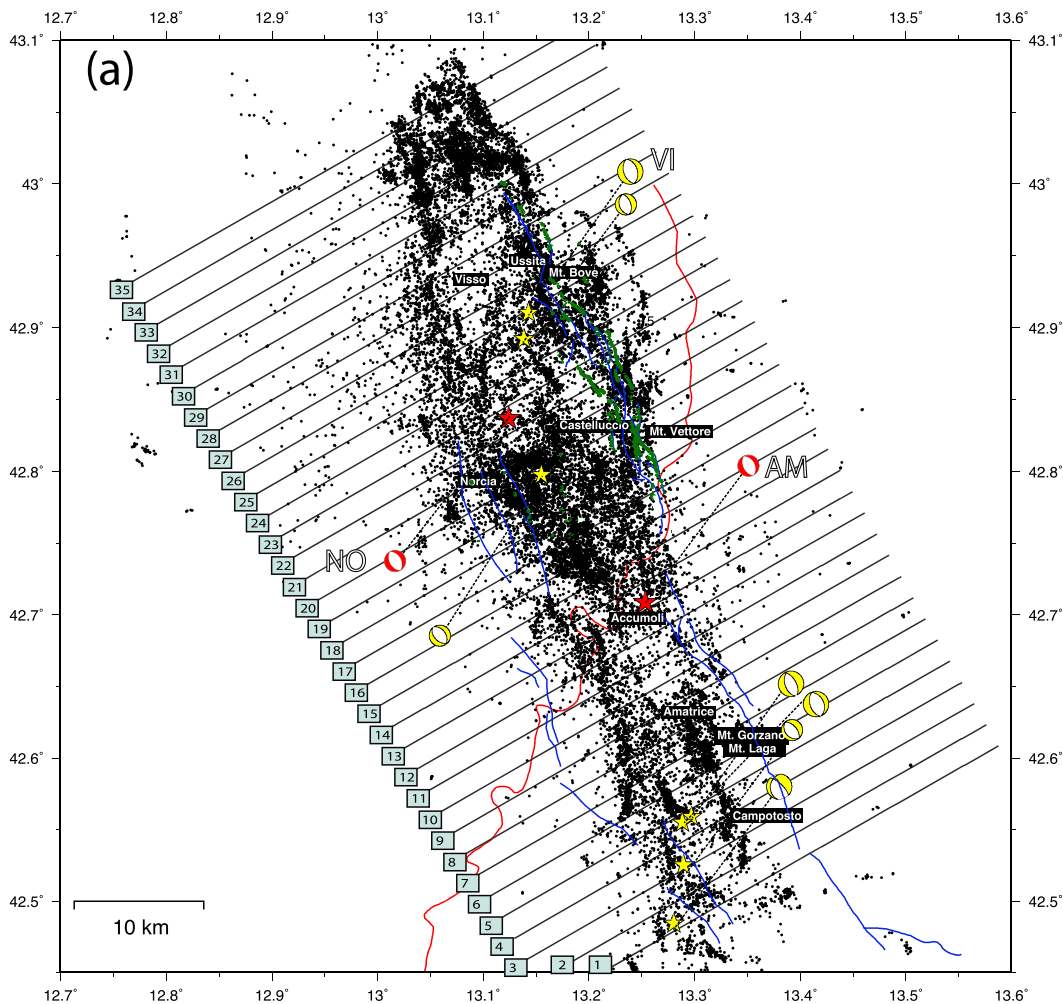 12.7° 12.8° 12.9° 13° 13.1° 13.2° 13.3° 13.4° 13.5° 13.6°
43.1° 43.1°
(a)
VI
43° 43°
Ussita
Mt. Bove
Visso
35
34
33
42.9° 42.9°
32
31
30
29
Castelluccio
Mt. Vettore
28
27
42.8° 42.8°
AM
Norcia
26
25
24
23
NO
22
21
20
42.7° 42.7°
Accumoli
19
18
17
16
Amatrice
15
14
Mt. Gorzano
Mt. Laga
13
42.6° 42.6°
12
11
10
Campotosto
9
8
7
42.5° 42.5°
6
5
10 km
4
3 2 1
12.7° 12.8° 12.9° 13° 13.1° 13.2° 13.3° 13.4° 13.5° 13.6°